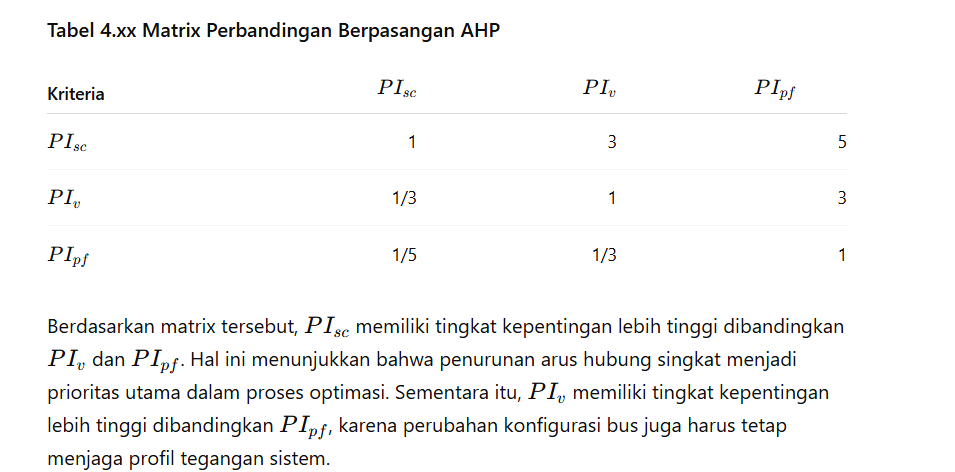 Tabel 4.xx Matrix Perbandingan Berpasangan AHP
Kriteria PI_sc PI_v PI_pf
PI_sc 1 3 5
PI_v 1/3 1 3
PI_pf 1/5 1/3 1
Berdasarkan matrix tersebut, PI_sc memiliki tingkat kepentingan lebih tinggi dibandingkan
PI_v dan PI_pf. Hal ini menunjukkan bahwa penurunan arus hubung singkat menjadi
prioritas utama dalam proses optimasi. Sementara itu, PI_v memiliki tingkat kepentingan
lebih tinggi dibandingkan PI_pf, karena perubahan konfigurasi bus juga harus tetap
menjaga profil tegangan sistem.